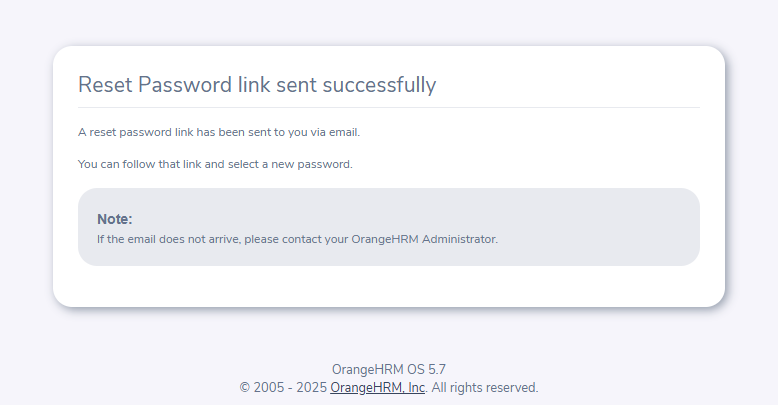 Reset Password link sent successfully
A reset password link has been sent to you via email.
You can follow that link and select a new password.
Note:
If the email does not arrive, please contact your OrangeHRM Administrator.
OrangeHRM OS 5.7
© 2005 - 2025 OrangeHRM, Inc. All rights reserved.